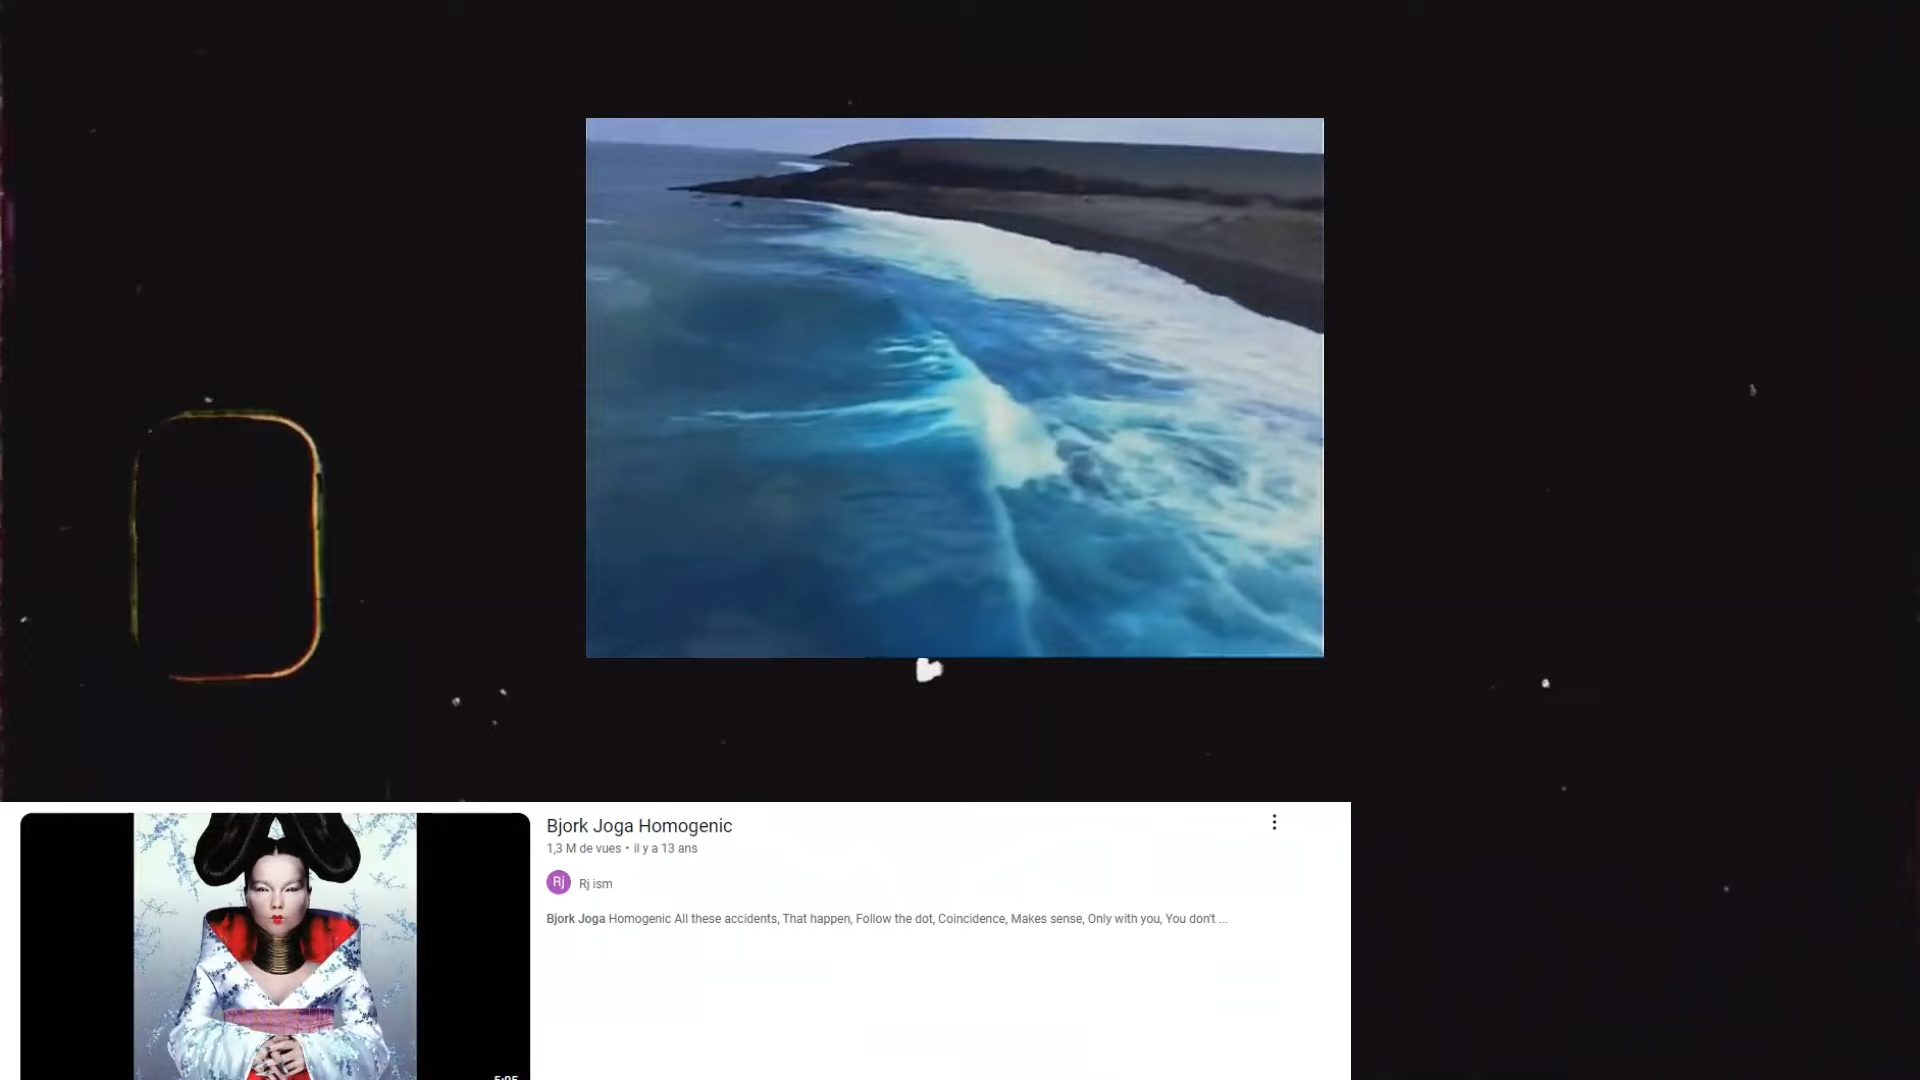 Bjork Joga Homogenic
1,3 M de vues • il y a 13 ans
Rj
Rj ism
Bjork Joga Homogenic All these accidents, That happen, Follow the dot, Coincidence, Makes sense, Only with you, You don't ...